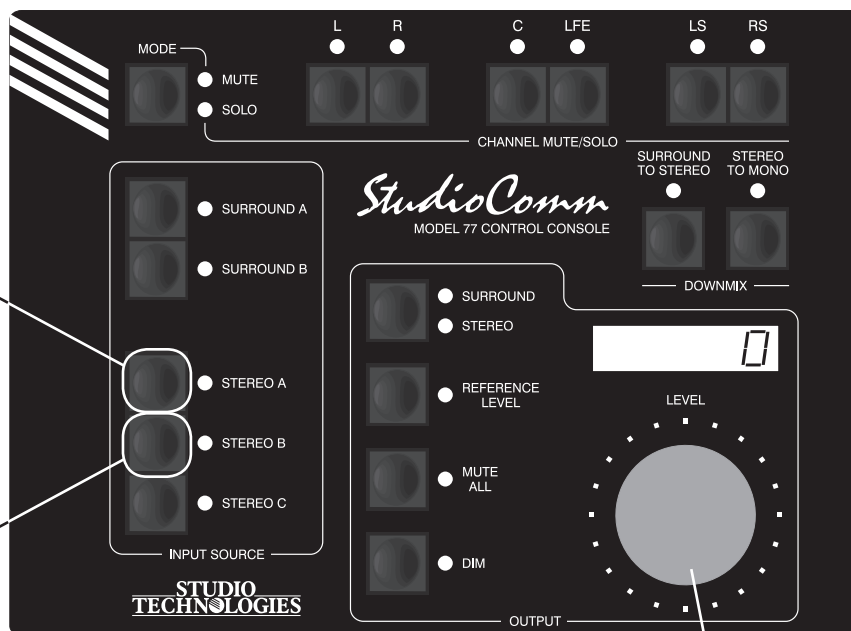 L R C LFE LS RS
MODE
MUTE
SOLO
CHANNEL MUTE/SOLO
SURROUND
TO STEREO
STEREO
TO MONO
DOWNMIX
SURROUND A
SURROUND B
STEREO A
STEREO B
STEREO C
INPUT SOURCE
StudioComm
MODEL 77 CONTROL CONSOLE
SURROUND
STEREO
REFERENCE
LEVEL
MUTE
ALL
DIM
0
LEVEL
OUTPUT
STUDIO
TECHNOLOGIES